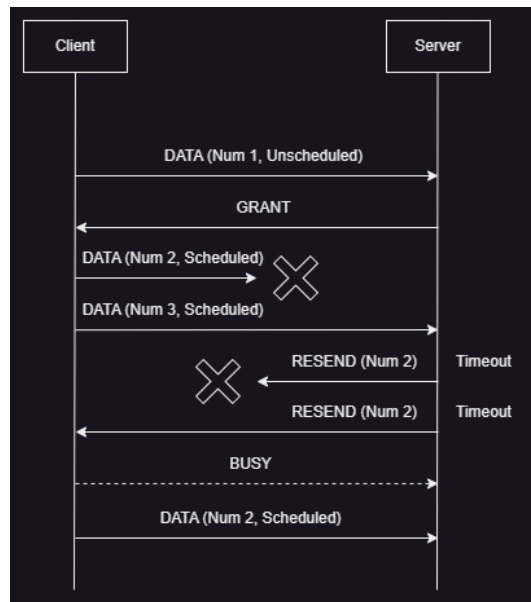 Client
Server
DATA (Num 1, Unscheduled)
GRANT
DATA (Num 2, Scheduled)
DATA (Num 3, Scheduled)
RESEND (Num 2) Timeout
RESEND (Num 2) Timeout
BUSY
DATA (Num 2, Scheduled)